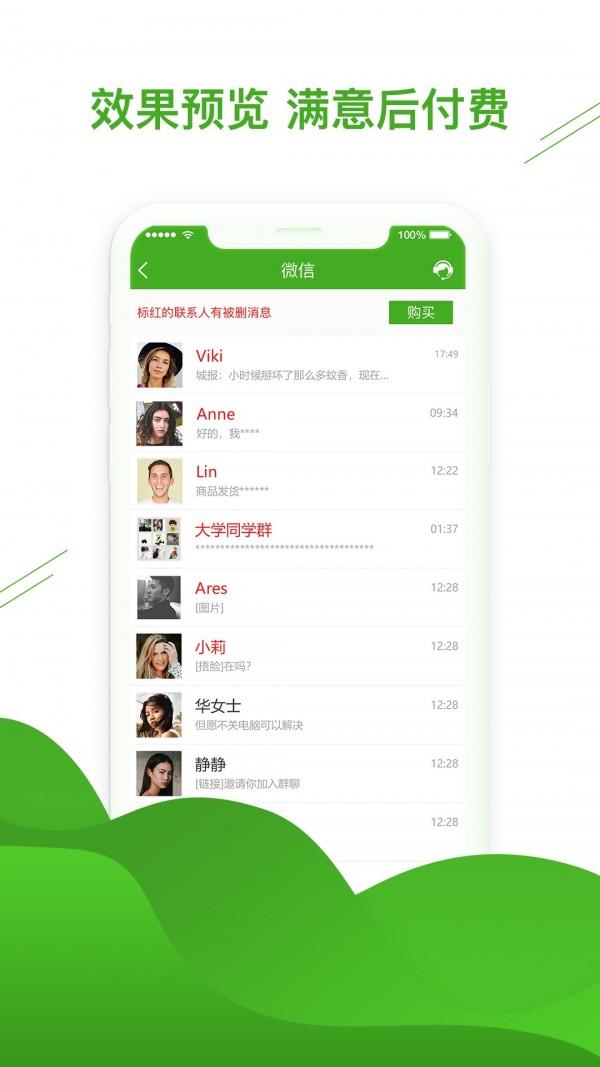 效果预览 满意后付费
100%
微信
标红的联系人有被删消息
购买
Viki
17:49
城报：小时候掰坏了那么多蚊香，现在...
Anne
09:34
好的，我****
Lin
12:22
商品发货******
大学同学群
01:37
************************************
Ares
12:28
[图片]
小莉
12:28
[捂脸]在吗?
华女士
12:28
但愿不关电脑可以解决
静静
12:28
[链接]邀请你加入群聊
12:28